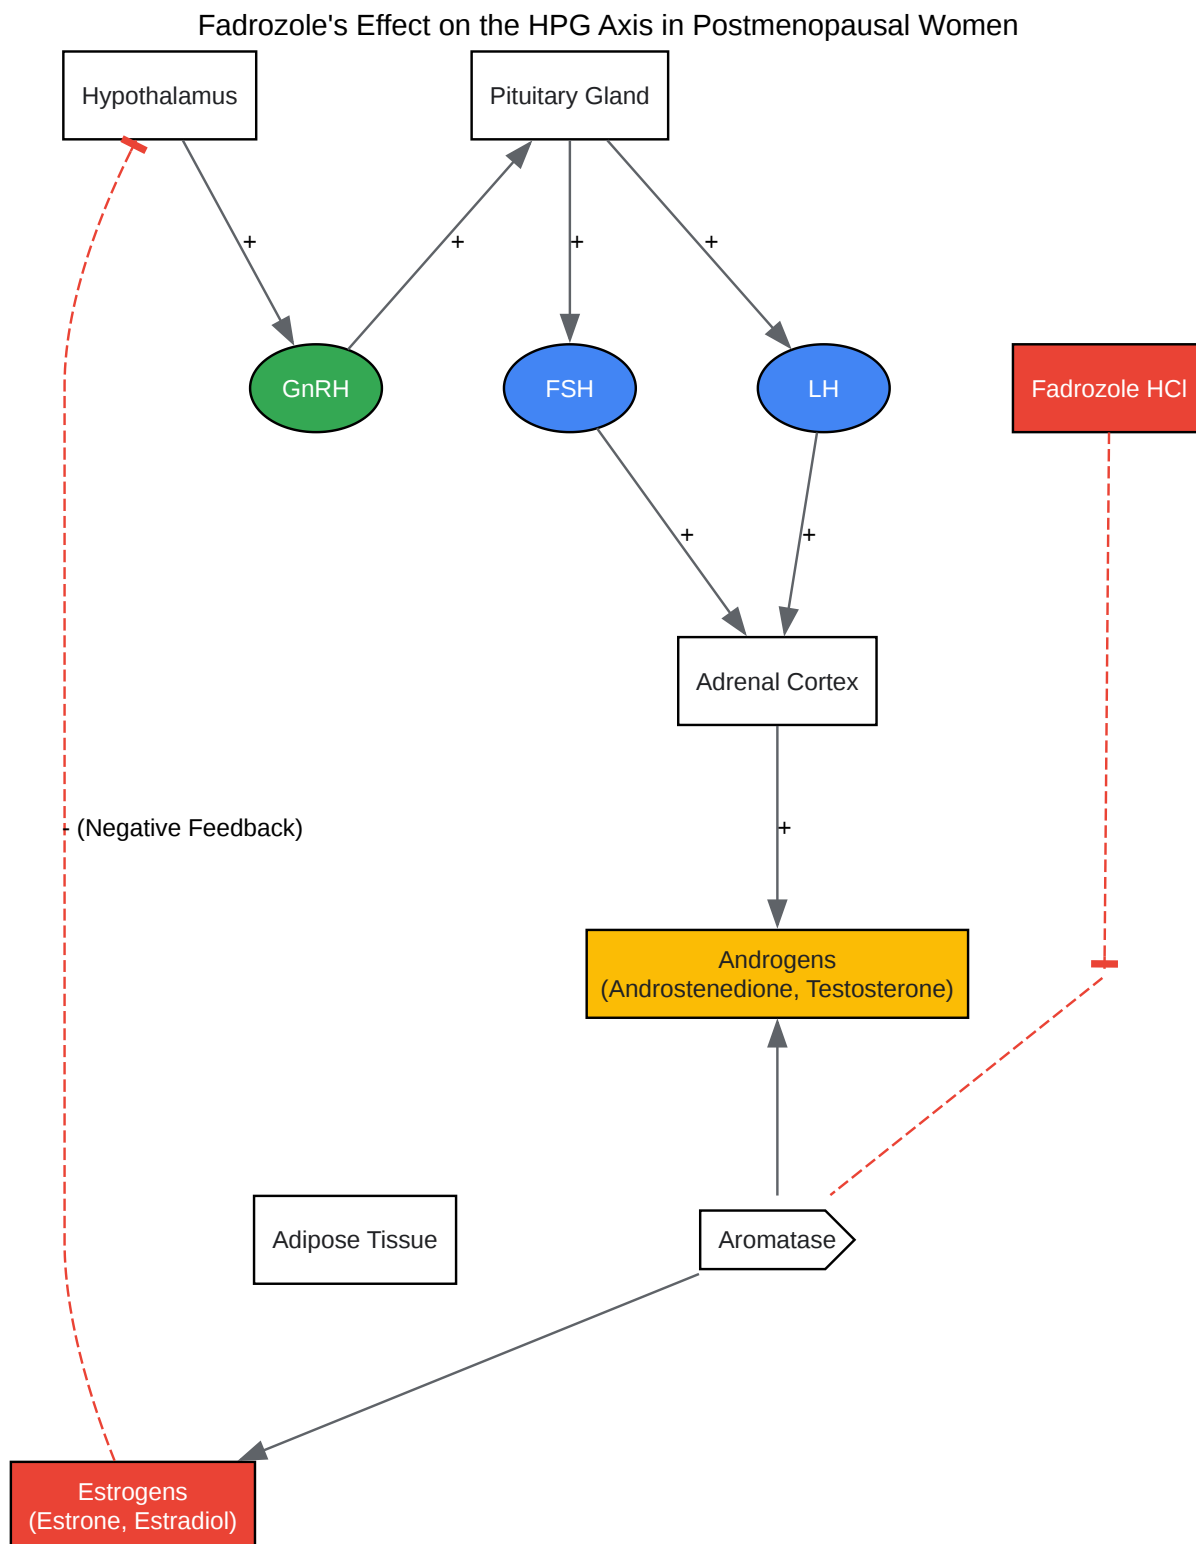 Fadrozole's Effect on the HPG Axis in Postmenopausal Women
Hypothalamus
Pituitary Gland
+
+
+
+
GnRH
FSH
LH
Fadrozole HCl
+
+
Adrenal Cortex
- (Negative Feedback)
+
Androgens
(Androstenedione, Testosterone)
Adipose Tissue
Aromatase
Estrogens
(Estrone, Estradiol)